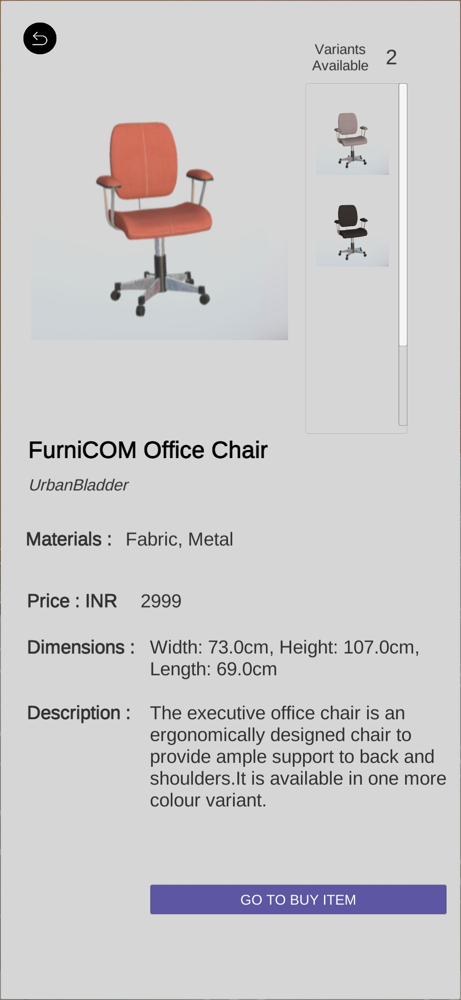 Variants
Available
2
FurniCOM Office Chair
UrbanBladder
Materials : Fabric, Metal
Price : INR 2999
Dimensions : Width: 73.0cm, Height: 107.0cm,
Length: 69.0cm
Description : The executive office chair is an
ergonomically designed chair to
provide ample support to back and
shoulders.It is available in one more
colour variant.
GO TO BUY ITEM